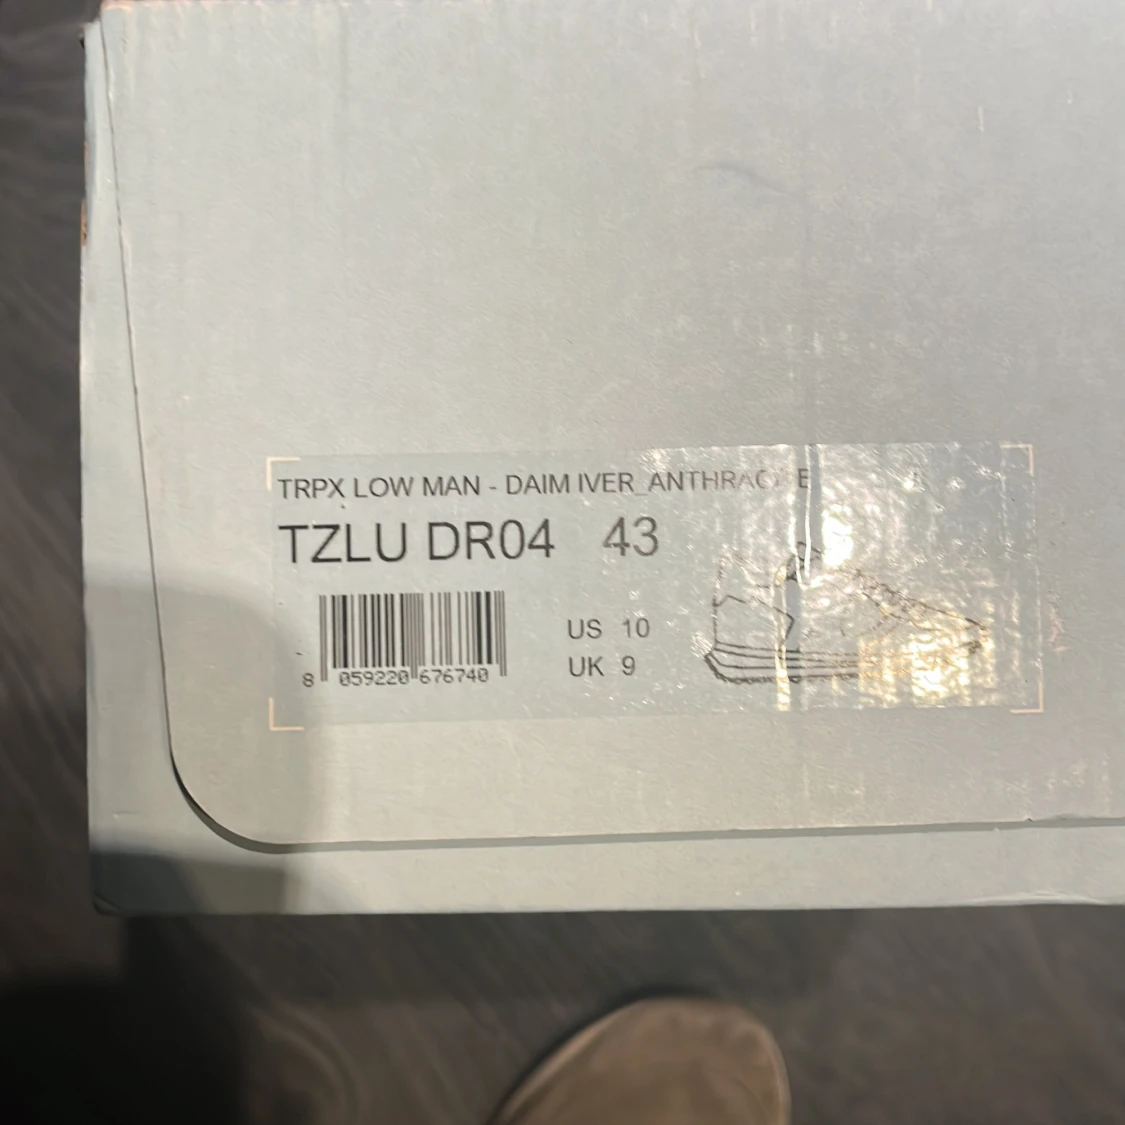 TRPX LOW MAN - DAIM IVER_ANTHRAC E
TZLU DR04 43
US 10
UK 9
8 059220 676740